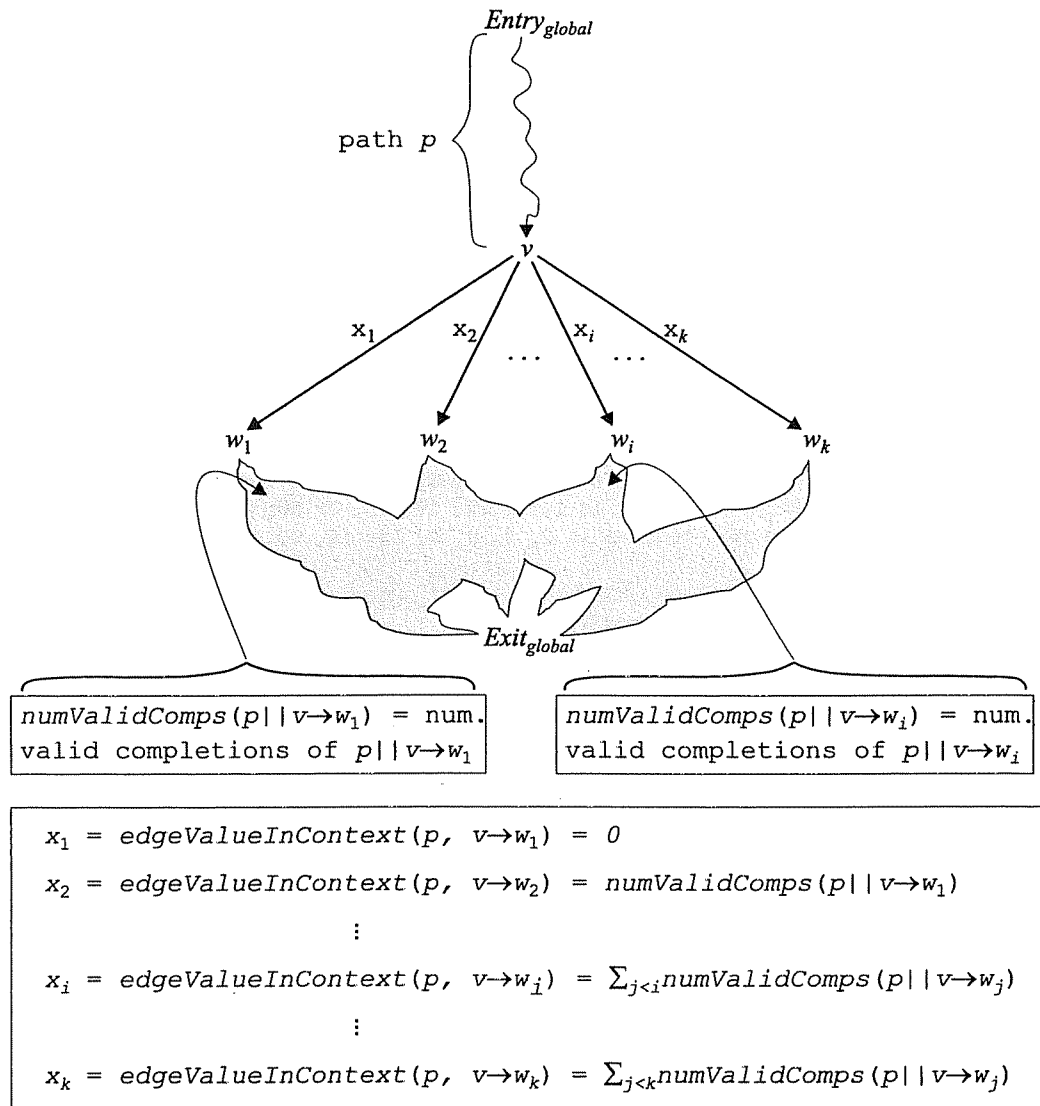 Entry_global
path p
v
x_1 x_2 x_i x_k
... ...
w_1 w_2 w_i w_k
Exit_global
numValidComps(p||v→w_1) = num.
valid completions of p||v→w_1
numValidComps(p||v→w_i) = num.
valid completions of p||v→w_i
x_1 = edgeValueInContext(p, v→w_1) = 0
x_2 = edgeValueInContext(p, v→w_2) = numValidComps(p||v→w_1)
⋮
x_i = edgeValueInContext(p, v→w_i) = ∑_{j<i}numValidComps(p||v→w_j)
⋮
x_k = edgeValueInContext(p, v→w_k) = ∑_{j<k}numValidComps(p||v→w_j)